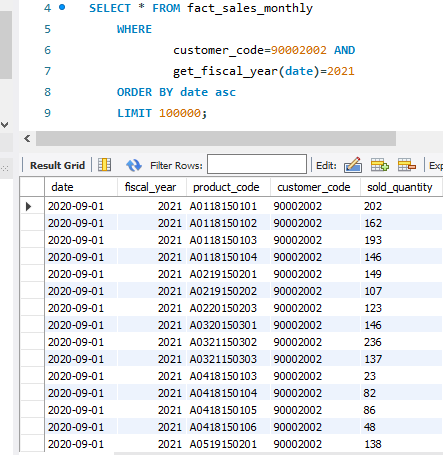 4 SELECT * FROM fact_sales_monthly
5 WHERE
6 customer_code=90002002 AND
7 get_fiscal_year(date)=2021
8 ORDER BY date asc
9 LIMIT 100000;
Result Grid Filter Rows: Edit: Exp
date fiscal_year product_code customer_code sold_quantity
2020-09-01 2021 A0118150101 90002002 202
2020-09-01 2021 A0118150102 90002002 162
2020-09-01 2021 A0118150103 90002002 193
2020-09-01 2021 A0118150104 90002002 146
2020-09-01 2021 A0219150201 90002002 149
2020-09-01 2021 A0219150202 90002002 107
2020-09-01 2021 A0220150203 90002002 123
2020-09-01 2021 A0320150301 90002002 146
2020-09-01 2021 A0321150302 90002002 236
2020-09-01 2021 A0321150303 90002002 137
2020-09-01 2021 A0418150103 90002002 23
2020-09-01 2021 A0418150104 90002002 82
2020-09-01 2021 A0418150105 90002002 86
2020-09-01 2021 A0418150106 90002002 48
2020-09-01 2021 A0519150201 90002002 138